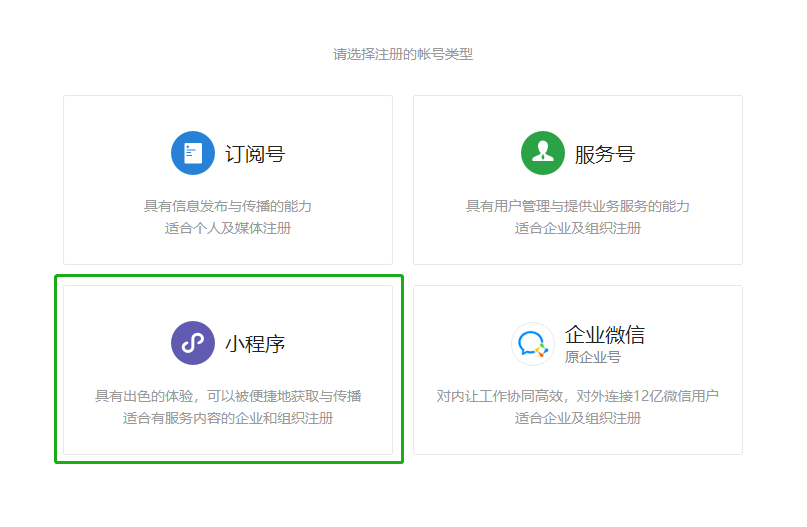 请选择注册的帐号类型
订阅号
具有信息发布与传播的能力
适合个人及媒体注册
服务号
具有用户管理与提供业务服务的能力
适合企业及组织注册
小程序
具有出色的体验，可以被便捷地获取与传播
适合有服务内容的企业和组织注册
企业微信
原企业号
对内让工作协同高效，对外连接12亿微信用户
适合企业及组织注册